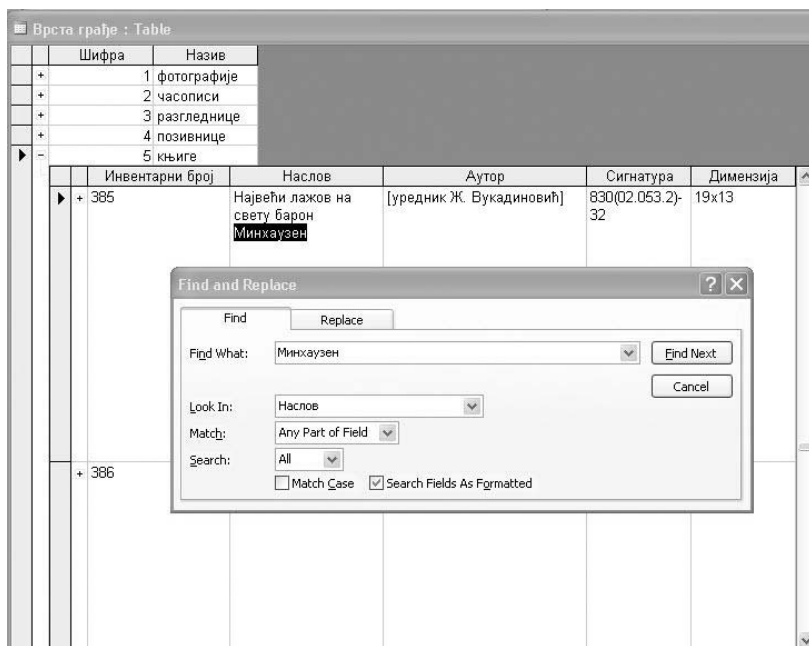 Врста грађе : Table
Шифра Назив
+ 1 фотографије
+ 2 часописи
+ 3 разгледнице
+ 4 позивнице
− 5 књиге
Инвентарни број Наслов Аутор Сигнатура Димензија
+ 385 Највећи лажов на [уредник Ж. Вукадиновић] 830(02.053.2)- 19x13
свету барон 32
Минхаузен
Find and Replace
Find Replace
Find What: Минхаузен Find Next
Cancel
Look In: Наслов
Match: Any Part of Field
Search: All
Match Case Search Fields As Formatted
+ 386